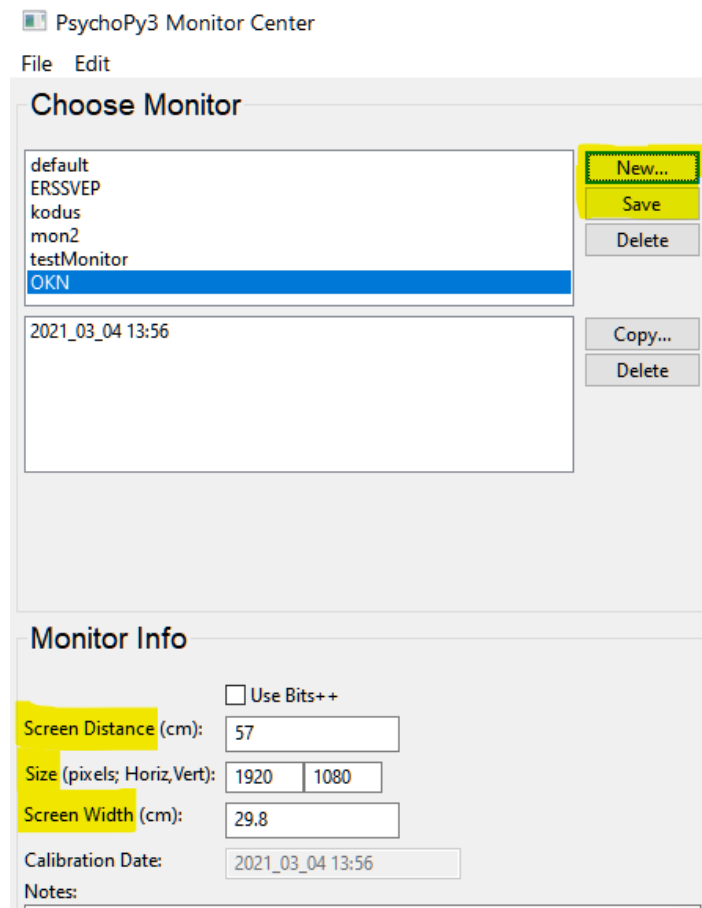 PsychoPy3 Monitor Center
File Edit
Choose Monitor
default
ERSSVEP
kodus
mon2
testMonitor
OKN
New...
Save
Delete
2021_03_04 13:56
Copy...
Delete
Monitor Info
Use Bits++
Screen Distance (cm): 57
Size (pixels; Horiz,Vert): 1920 1080
Screen Width (cm): 29.8
Calibration Date: 2021_03_04 13:56
Notes: